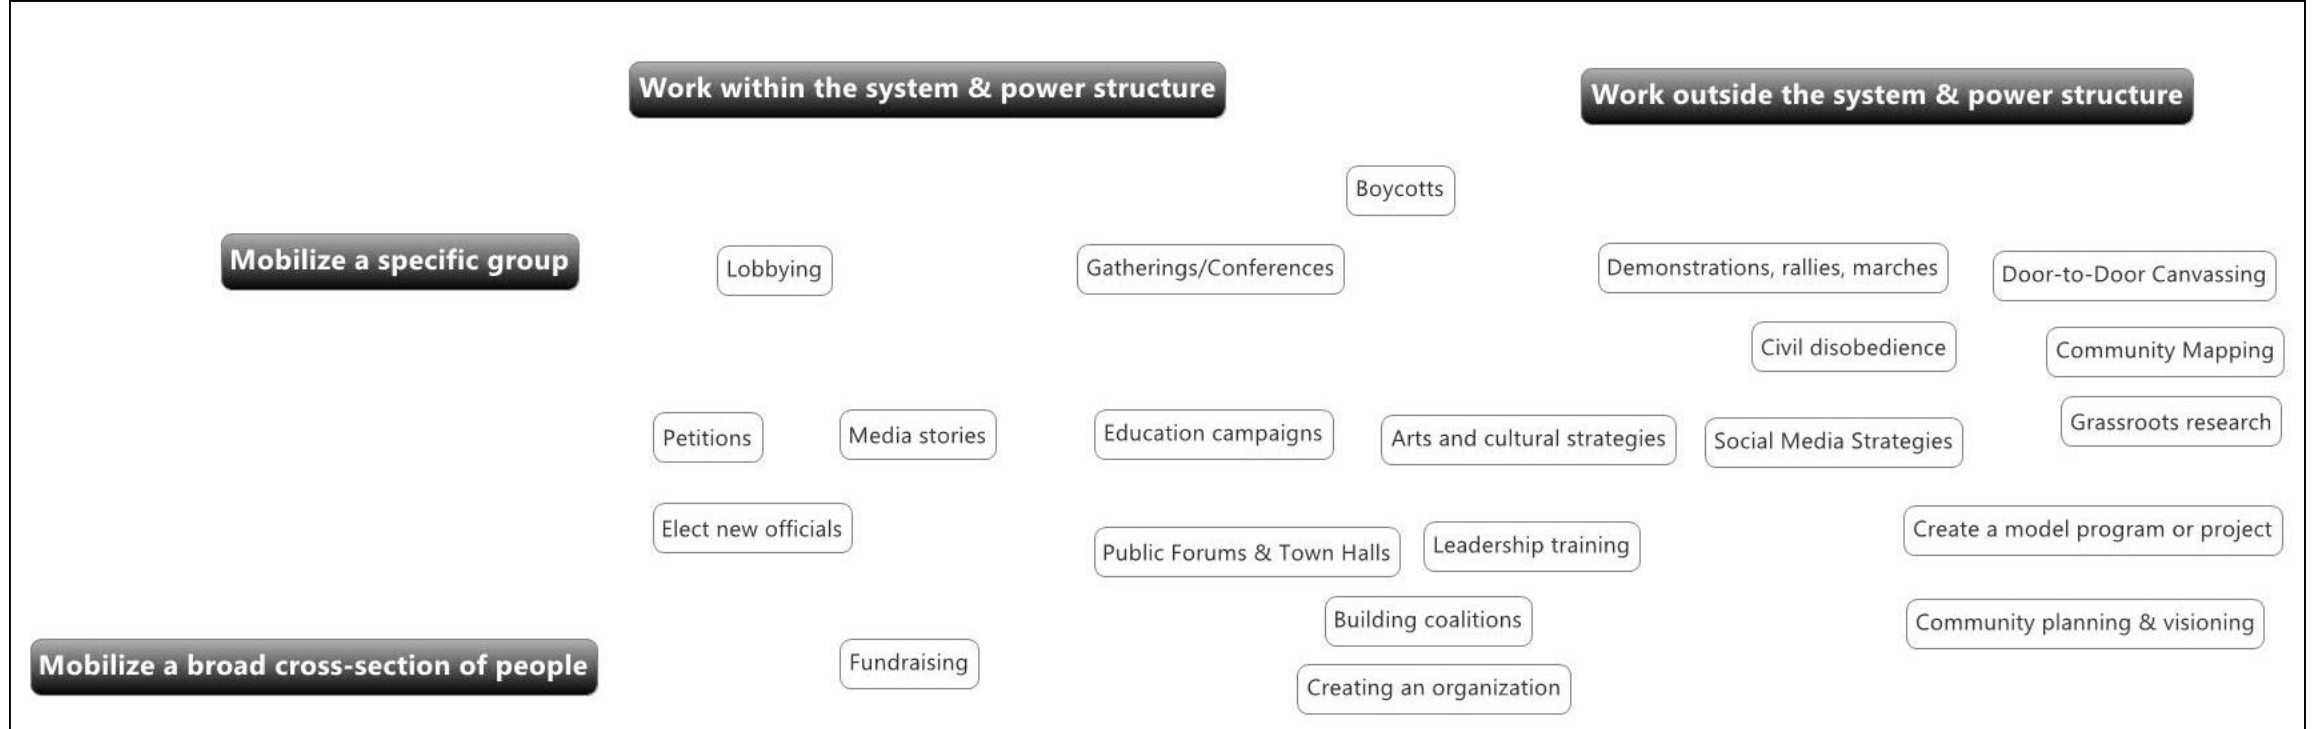 Work within the system & power structure
Work outside the system & power structure
Boycotts
Mobilize a specific group
Lobbying
Gatherings/Conferences
Demonstrations, rallies, marches
Door-to-Door Canvassing
Civil disobedience
Community Mapping
Petitions
Media stories
Education campaigns
Arts and cultural strategies
Social Media Strategies
Grassroots research
Elect new officials
Public Forums & Town Halls
Leadership training
Create a model program or project
Building coalitions
Community planning & visioning
Mobilize a broad cross-section of people
Fundraising
Creating an organization